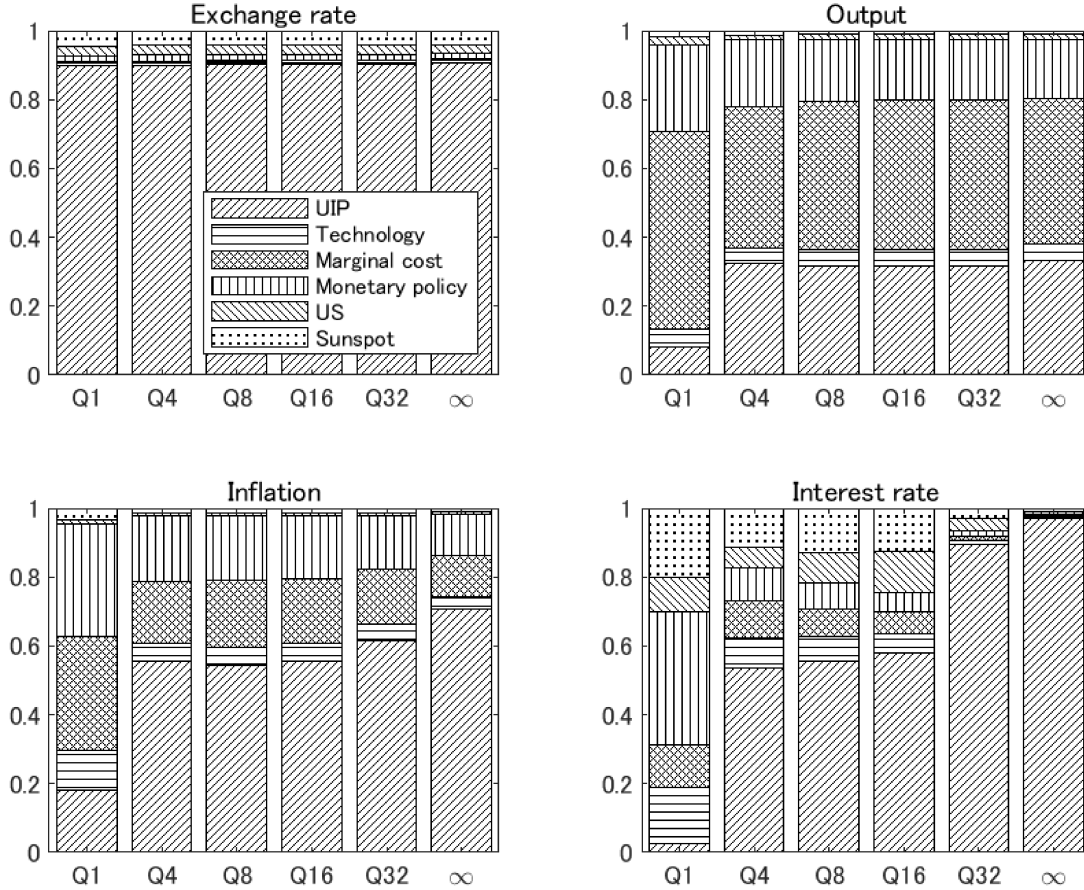 Exchange rate
1
0.8
0.6
0.4
0.2
0
UIP
Technology
Marginal cost
Monetary policy
US
Sunspot
Q1 Q4 Q8 Q16 Q32 ∞
Output
1
0.8
0.6
0.4
0.2
0
Q1 Q4 Q8 Q16 Q32 ∞
Inflation
1
0.8
0.6
0.4
0.2
0
Q1 Q4 Q8 Q16 Q32 ∞
Interest rate
1
0.8
0.6
0.4
0.2
0
Q1 Q4 Q8 Q16 Q32 ∞